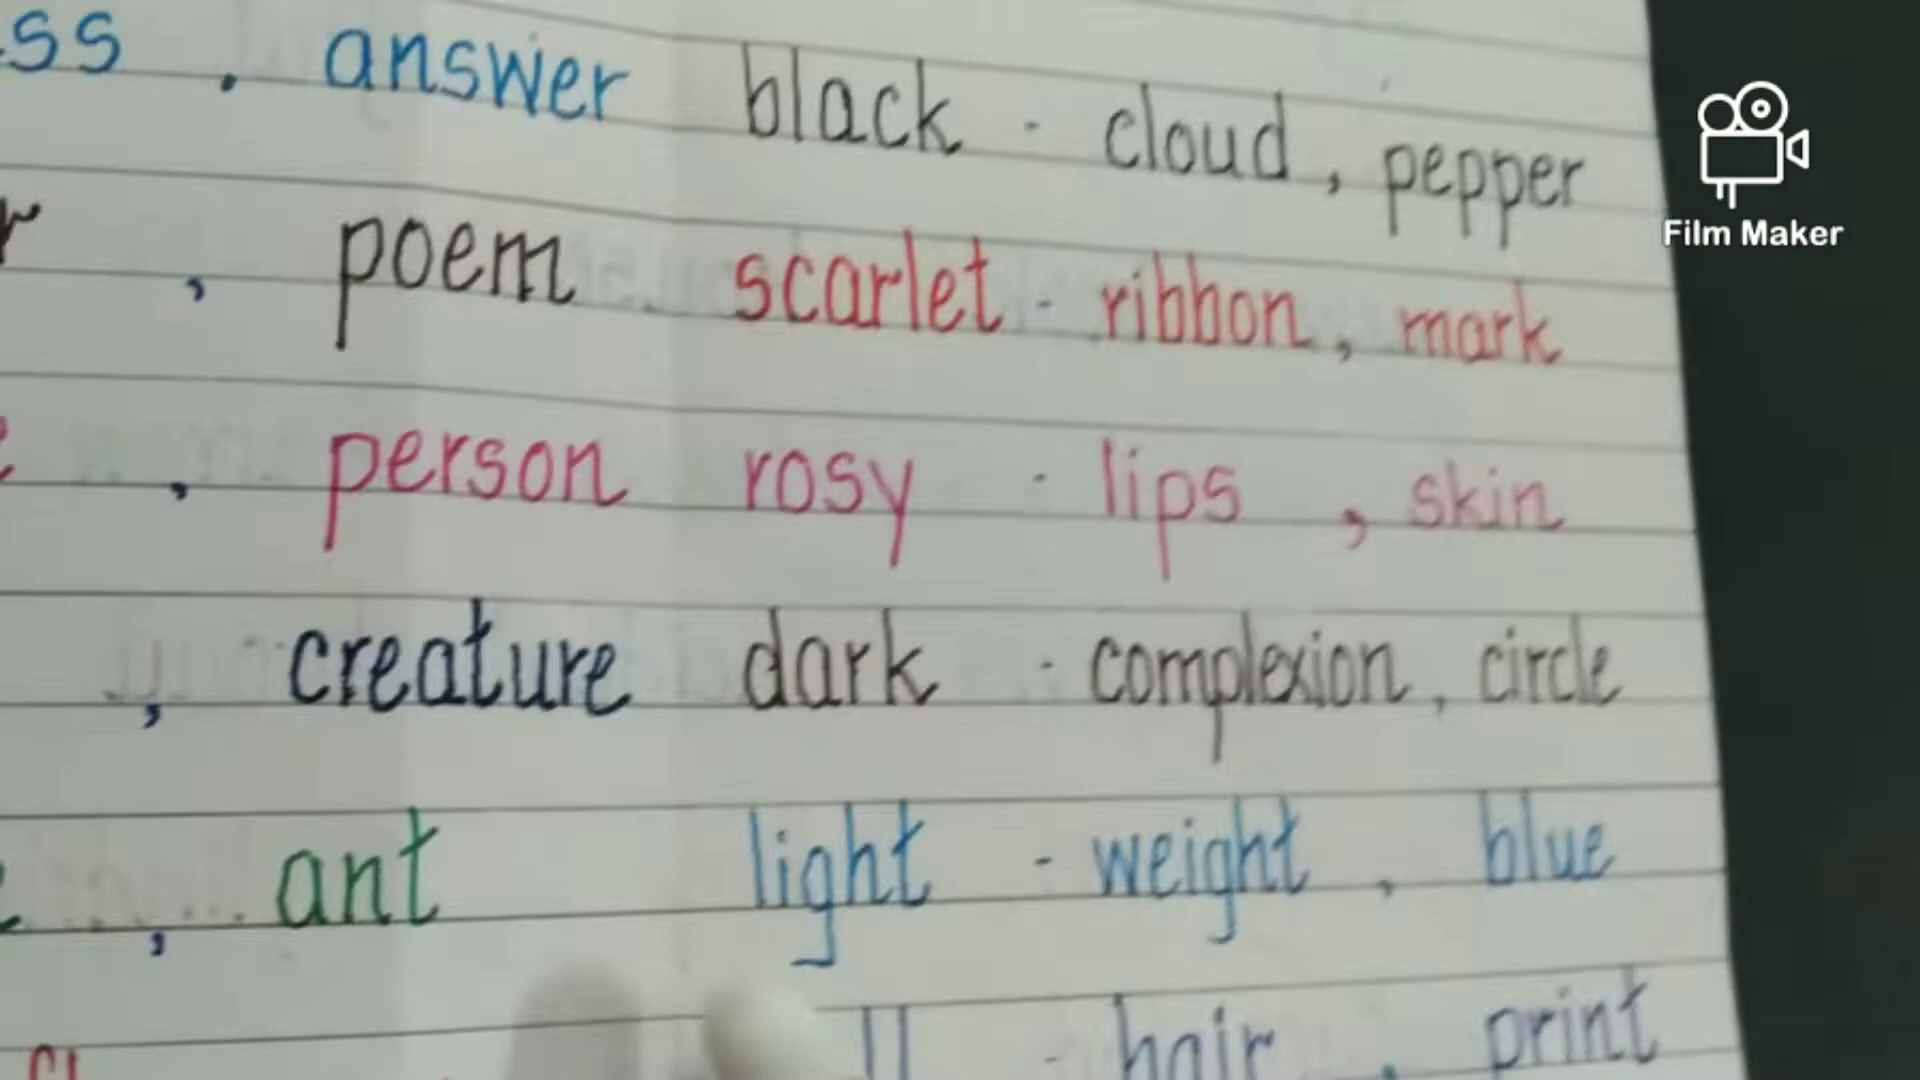 ss , answer black - cloud, pepper
r , poem scarlet - ribbon, mark
, person rosy - lips, skin
, creature dark - complexion, circle
, ant light - weight, blue
- hair, print
Film Maker